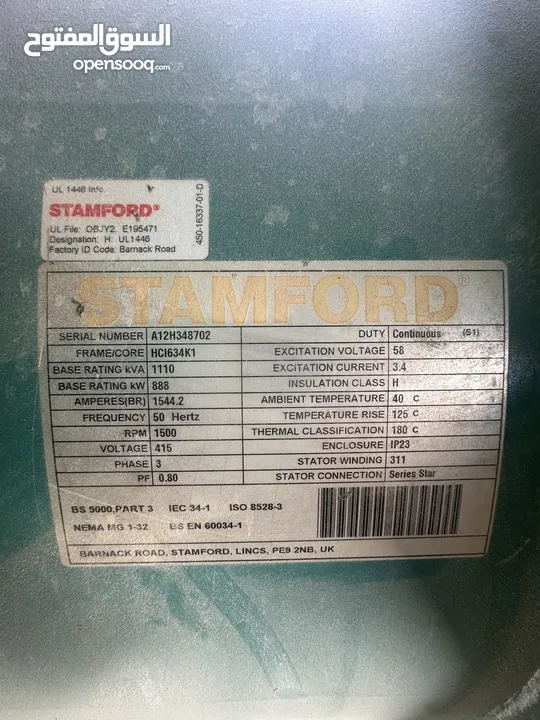 السوق المفتوح
opensooq.com
UL 1446 Info.
STAMFORD®
UL File: OBJY2. E195471
Designation: H. UL1446
Factory ID Code: Barnack Road
450-16337-01-D
STAMFORD®
SERIAL NUMBER A12H348702 DUTY Continuous (S1)
FRAME/CORE HCI634K1 EXCITATION VOLTAGE 58
BASE RATING kVA 1110 EXCITATION CURRENT 3.4
BASE RATING kW 888 INSULATION CLASS H
AMPERES(BR) 1544.2 AMBIENT TEMPERATURE 40 C
FREQUENCY 50 Hertz TEMPERATURE RISE 125 C
RPM 1500 THERMAL CLASSIFICATION 180 C
VOLTAGE 415 ENCLOSURE IP23
PHASE 3 STATOR WINDING 311
PF 0.80 STATOR CONNECTION Series Star
BS 5000,PART 3 IEC 34-1 ISO 8528-3
NEMA MG 1-32 BS EN 60034-1
BARNACK ROAD, STAMFORD, LINCS, PE9 2NB, UK